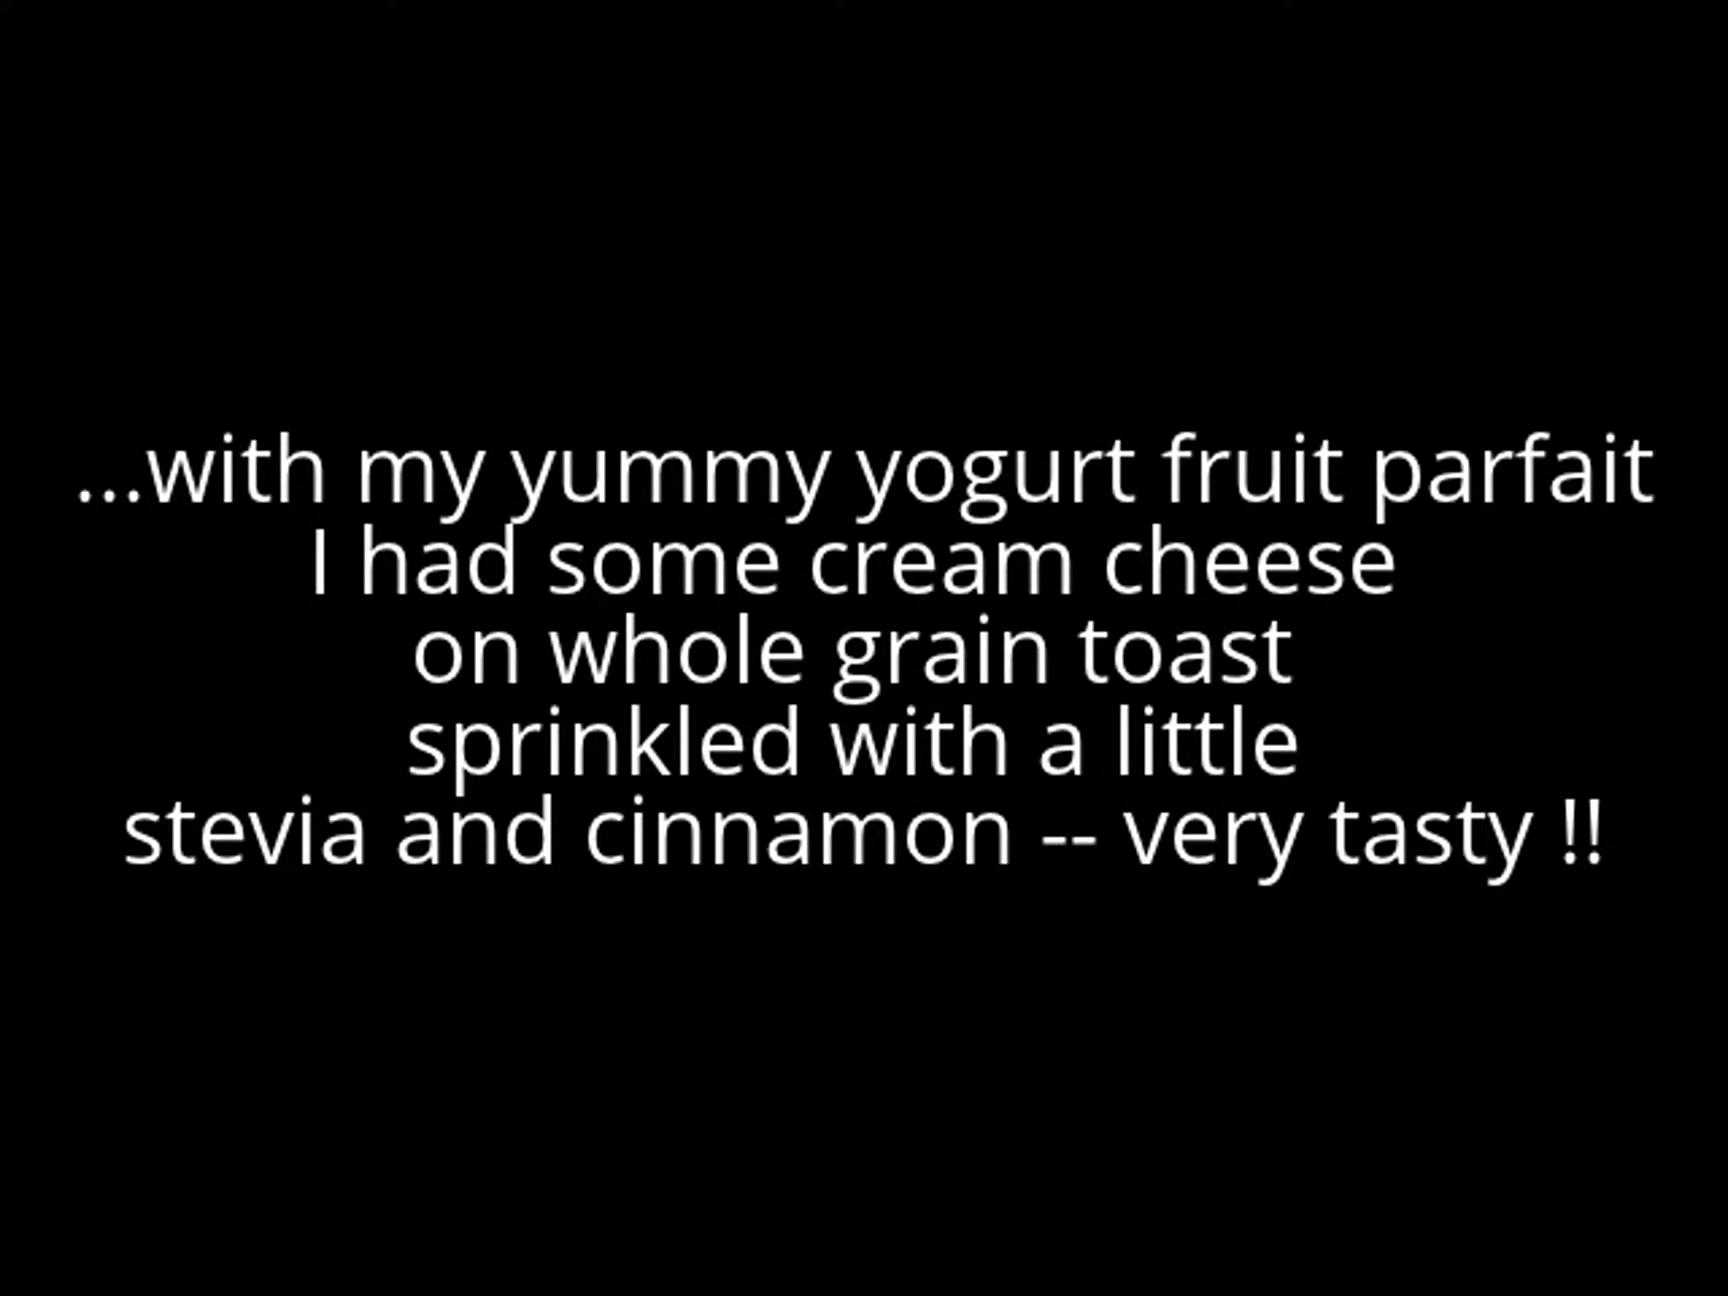 ...with my yummy yogurt fruit parfait
I had some cream cheese
on whole grain toast
sprinkled with a little
stevia and cinnamon -- very tasty !!